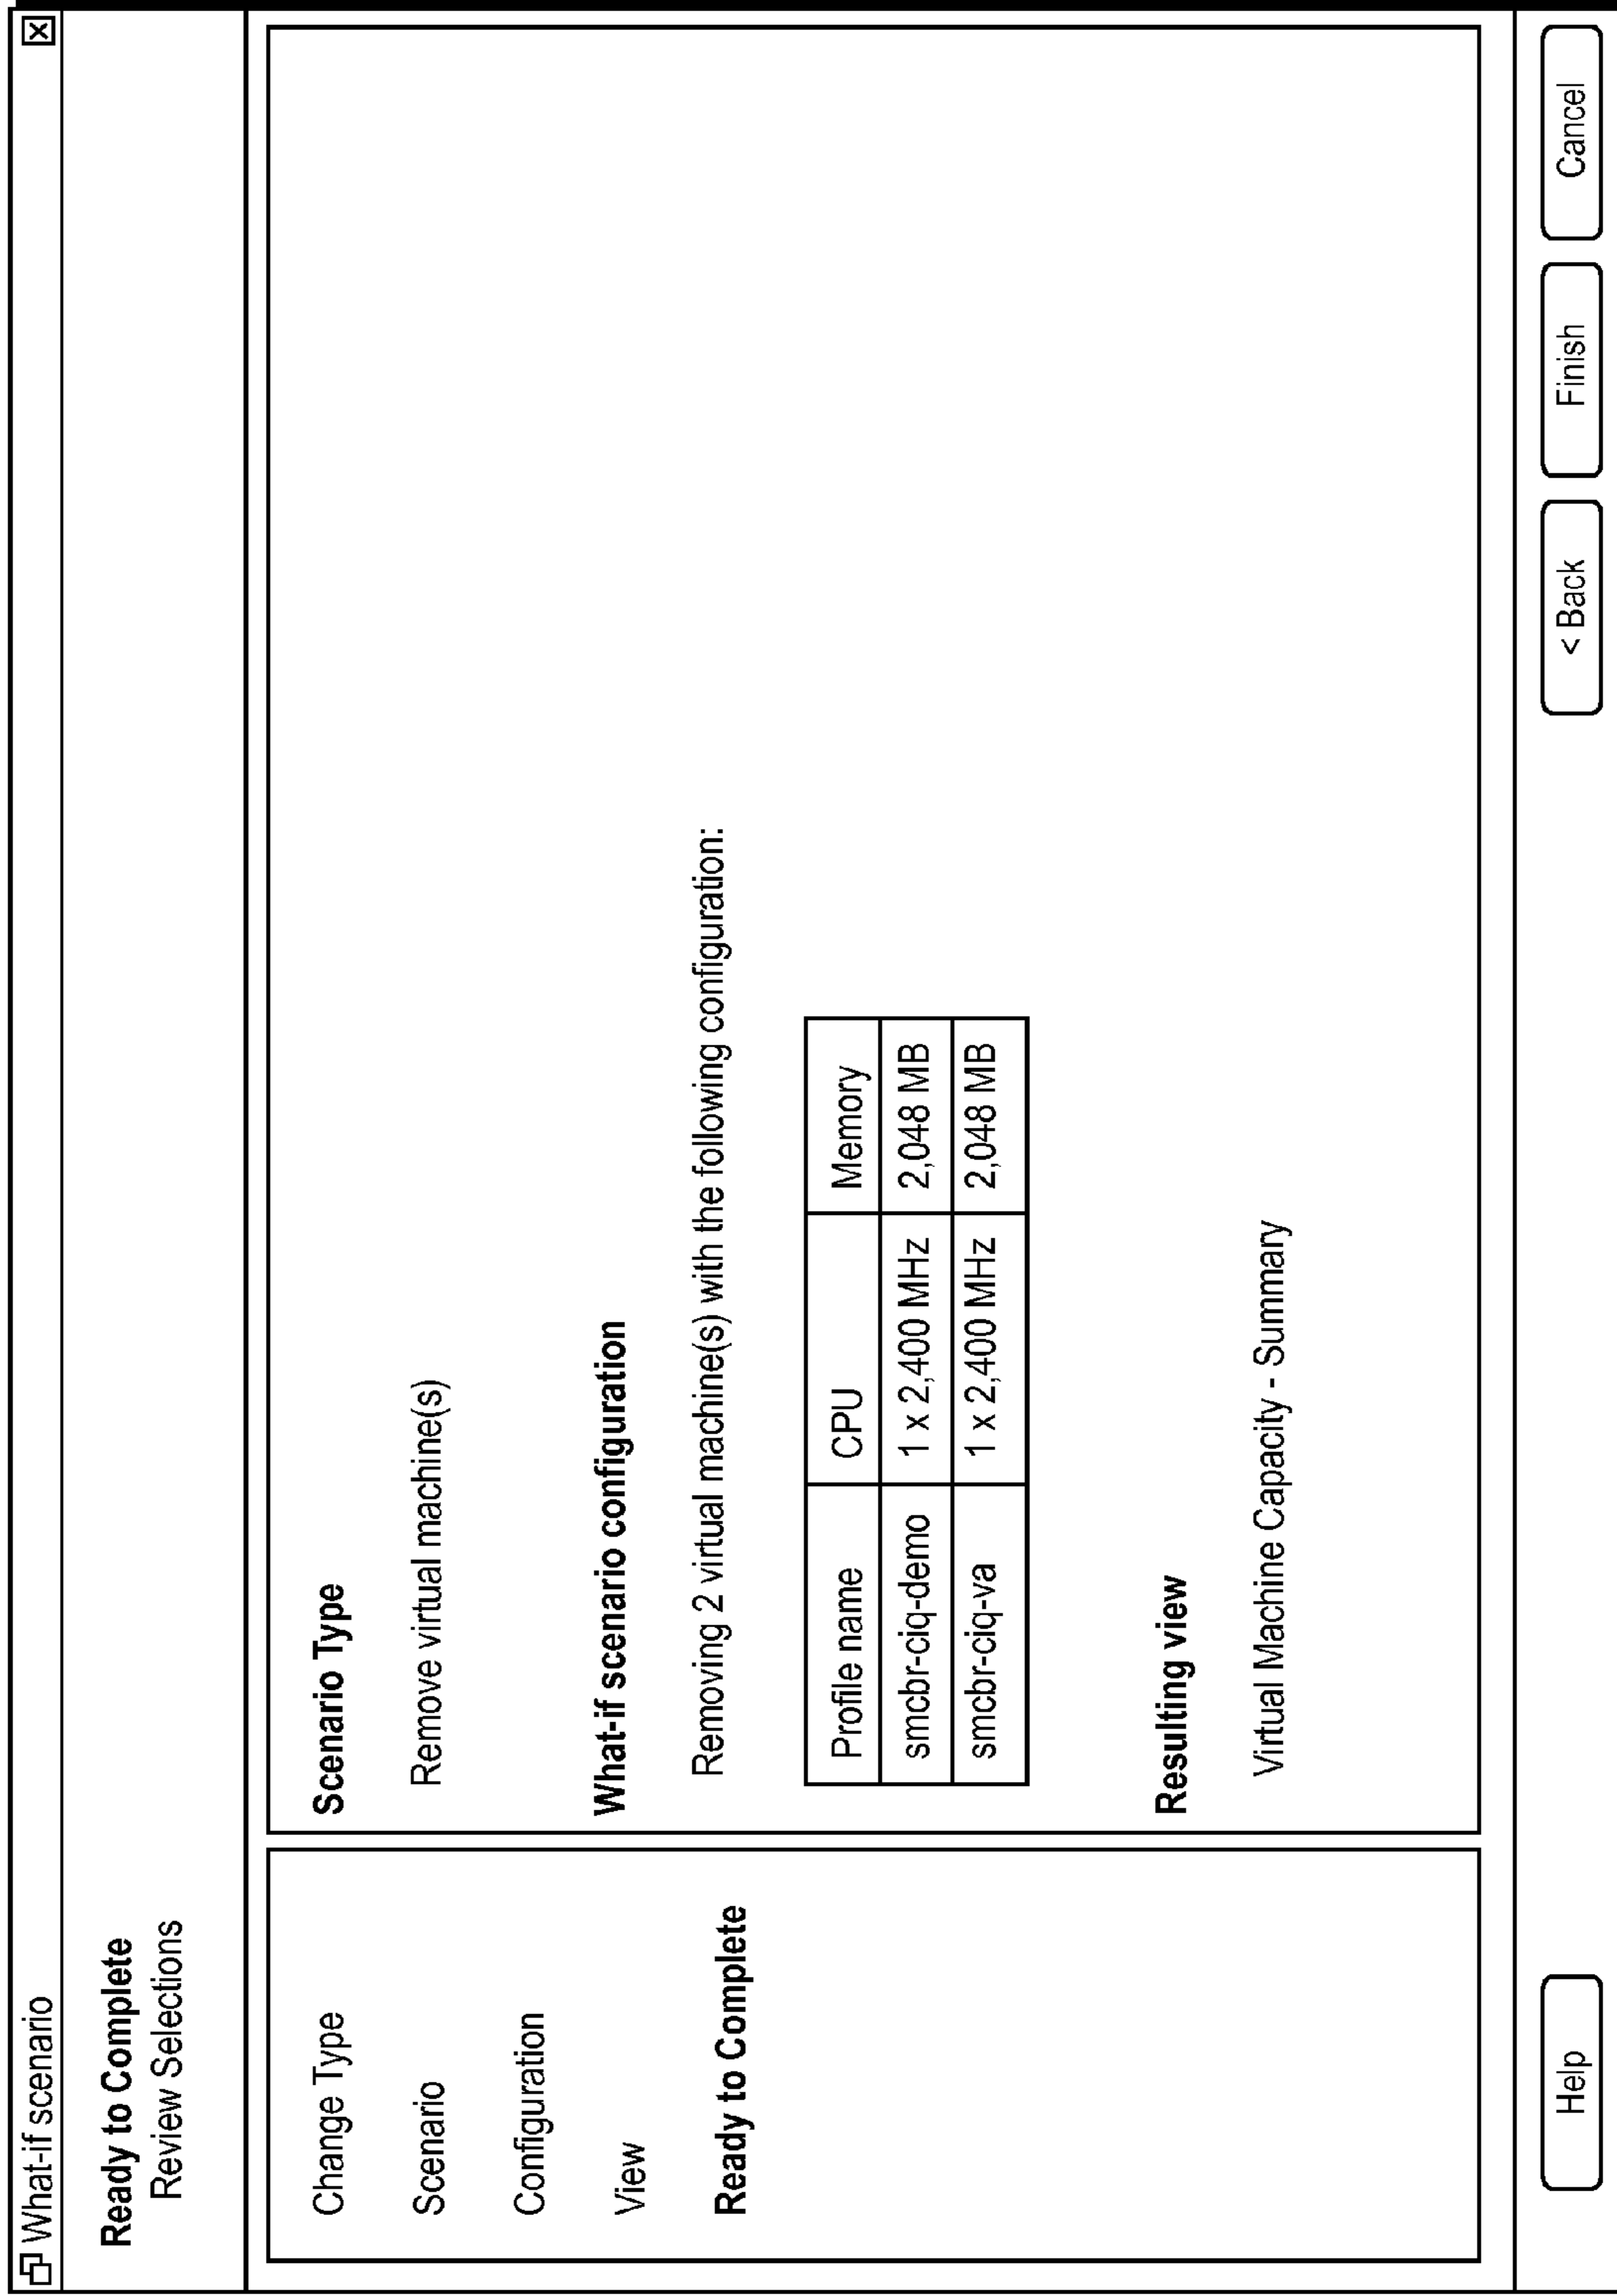 What-if scenario
Ready to Complete
Review Selections
Change Type
Scenario
Configuration
View
Ready to Complete
Scenario Type
Remove virtual machine(s)
What-if scenario configuration
Removing 2 virtual machine(s) with the following configuration:
Profile name CPU Memory
smcbr-ciq-demo 1 x 2,400 MHz 2,048 MB
smcbr-ciq-va 1 x 2,400 MHz 2,048 MB
Resulting view
Virtual Machine Capacity - Summary
Help < Back Finish Cancel